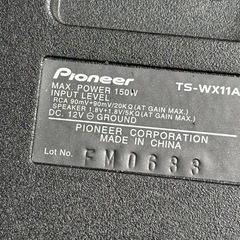 Pioneer TS-WX11A
MAX. POWER 150W
INPUT LEVEL
RCA 90mV+90mV/20KΩ (AT GAIN MAX.)
SPEAKER 1.8V+1.8V/5KΩ (AT GAIN MAX.)
DC. 12V ⊖ GROUND
PIONEER CORPORATION
MADE IN CHINA
Lot No. FM0633